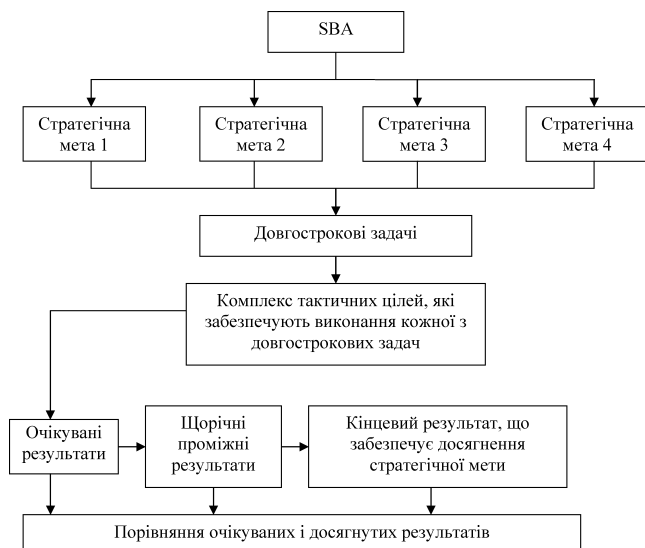 SBA
Стратегічна
мета 1
Стратегічна
мета 2
Стратегічна
мета 3
Стратегічна
мета 4
Довгострокові задачі
Комплекс тактичних цілей, які
забезпечують виконання кожної з
довгострокових задач
Очікувані
результати
Щорічні
проміжні
результати
Кінцевий результат, що
забезпечує досягнення
стратегічної мети
Порівняння очікуваних і досягнутих результатів